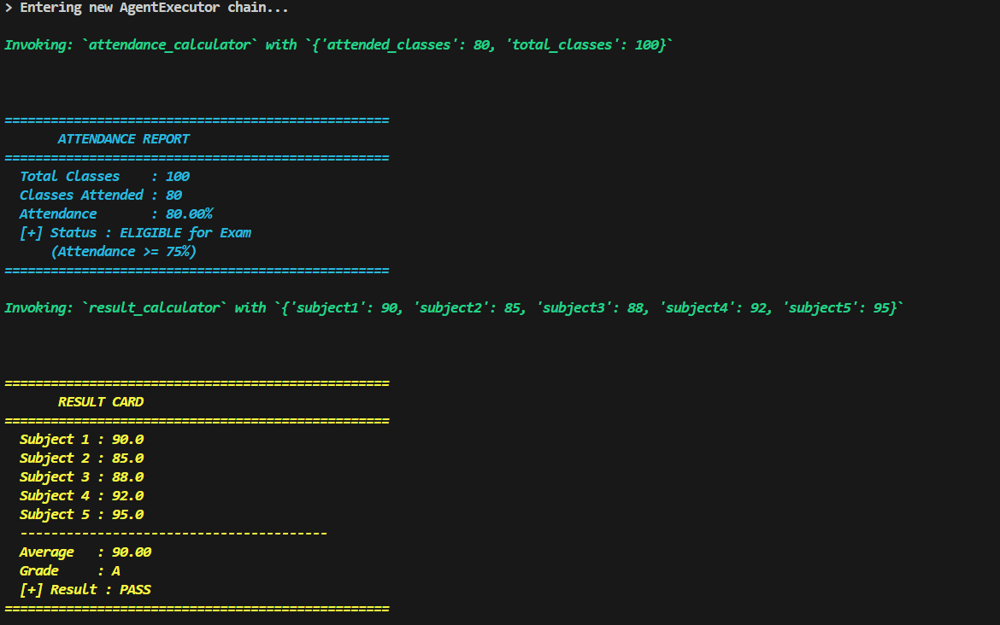 > Entering new AgentExecutor chain...
Invoking: `attendance_calculator` with `{'attended_classes': 80, 'total_classes': 100}`
==================================================
ATTENDANCE REPORT
==================================================
Total Classes    : 100
Classes Attended : 80
Attendance       : 80.00%
[+] Status : ELIGIBLE for Exam
(Attendance >= 75%)
==================================================
Invoking: `result_calculator` with `{'subject1': 90, 'subject2': 85, 'subject3': 88, 'subject4': 92, 'subject5': 95}`
==================================================
RESULT CARD
==================================================
Subject 1 : 90.0
Subject 2 : 85.0
Subject 3 : 88.0
Subject 4 : 92.0
Subject 5 : 95.0
----------------------------------------
Average   : 90.00
Grade     : A
[+] Result : PASS
==================================================